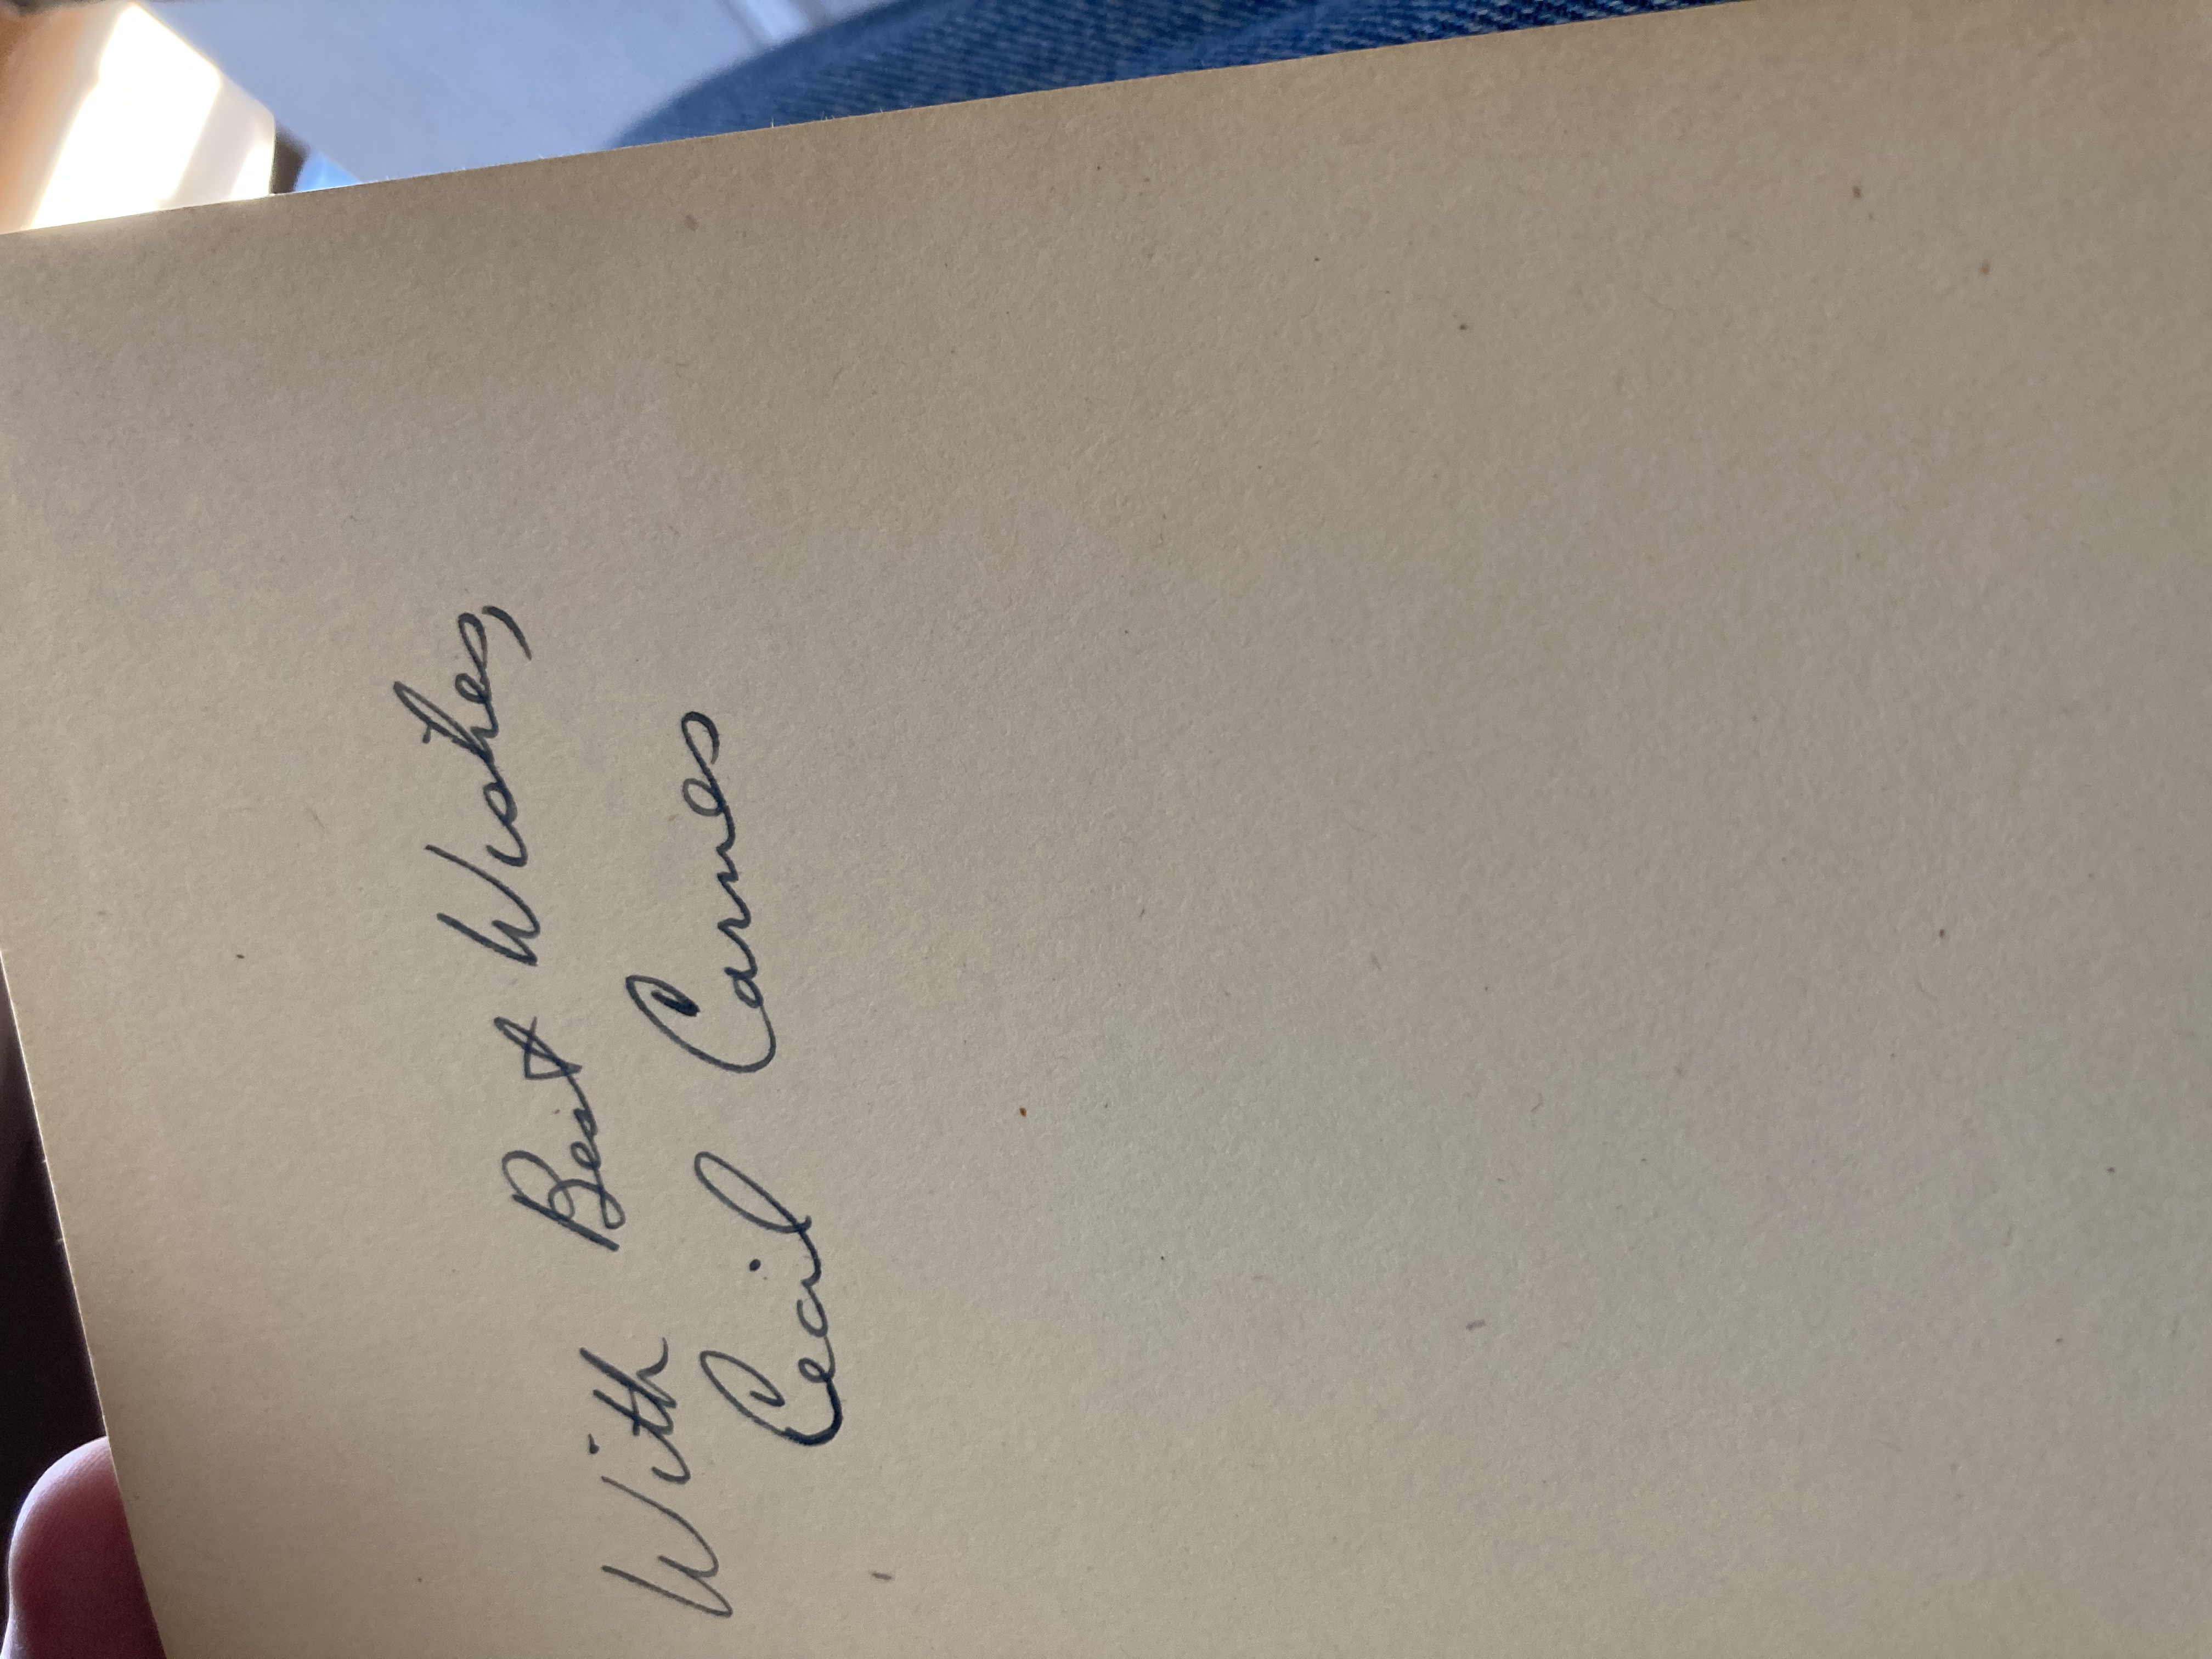 With Best Wishes,
Cecil Carnes